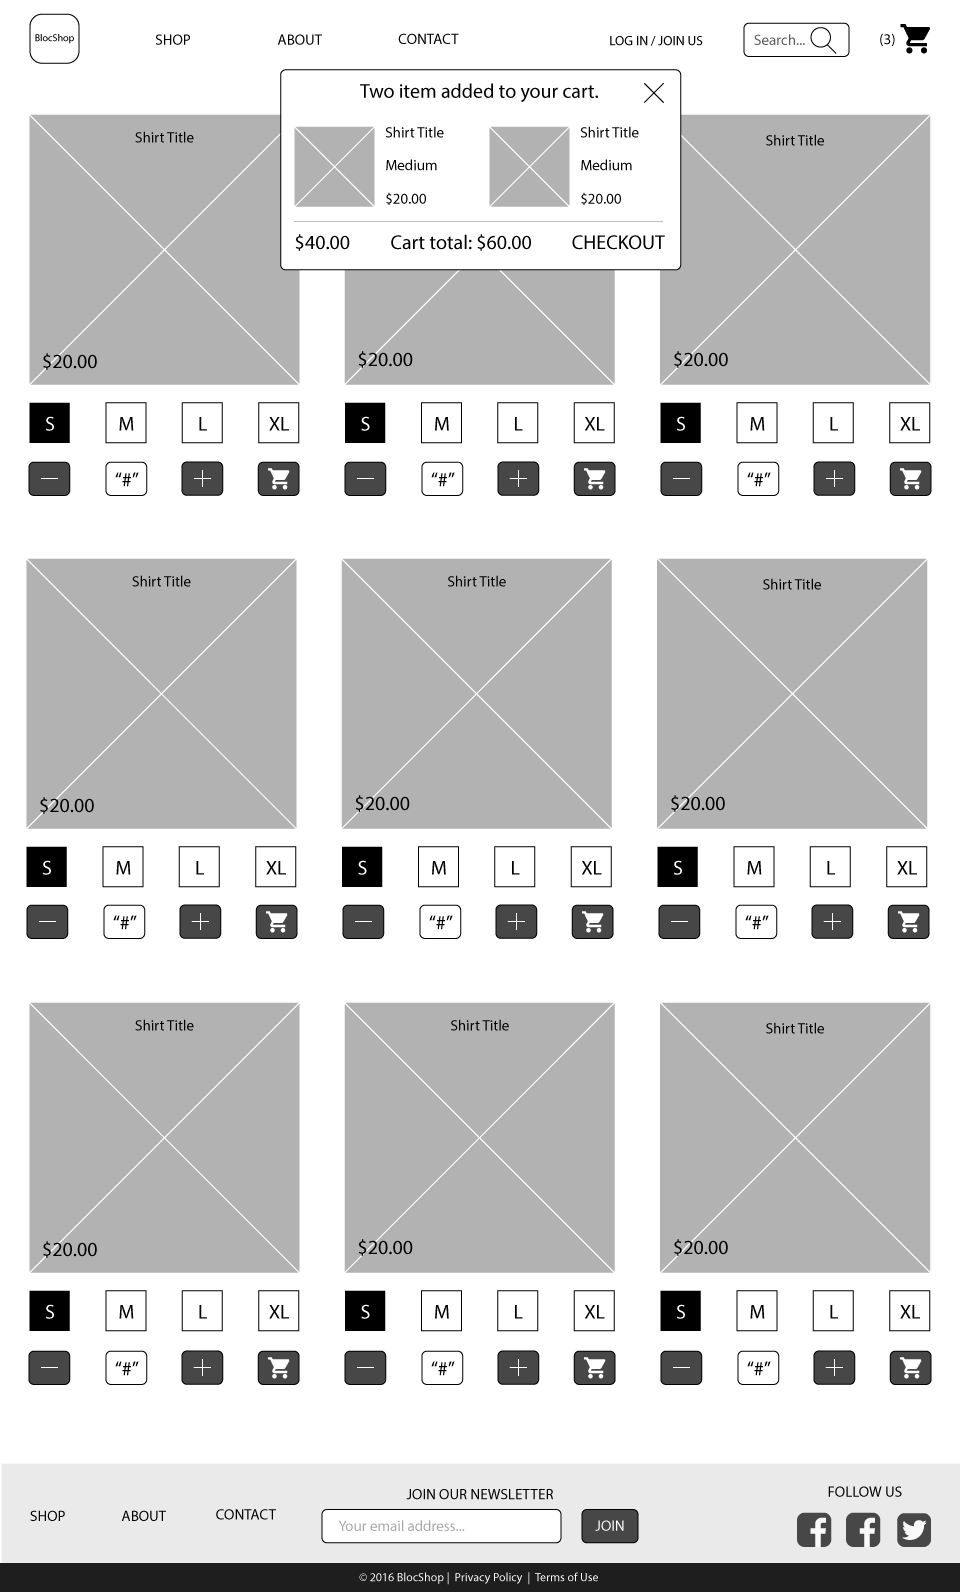 BlocShop
SHOP
ABOUT
CONTACT
LOG IN / JOIN US
Search...
(3)
Two item added to your cart.
Shirt Title
Medium
$20.00
Shirt Title
Medium
$20.00
$40.00
Cart total: $60.00
CHECKOUT
Shirt Title
Shirt Title
$20.00
$20.00
$20.00
S M L XL
S M L XL
S M L XL
“#”
“#”
“#”
Shirt Title
Shirt Title
Shirt Title
$20.00
$20.00
$20.00
S M L XL
S M L XL
S M L XL
“#”
“#”
“#”
Shirt Title
Shirt Title
Shirt Title
$20.00
$20.00
$20.00
S M L XL
S M L XL
S M L XL
“#”
“#”
“#”
SHOP
ABOUT
CONTACT
JOIN OUR NEWSLETTER
Your email address...
JOIN
FOLLOW US
© 2016 BlocShop | Privacy Policy | Terms of Use